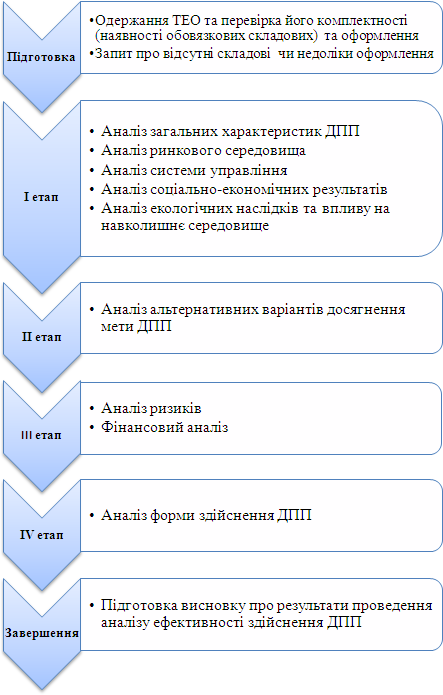 Підготовка
•Одержання ТЕО та перевірка його комплектності
(наявності обовязкових складових) та оформлення
•Запит про відсутні складові чи недоліки оформлення
І етап
• Аналіз загальних характеристик ДПП
• Аналіз ринкового середовища
• Аналіз системи управління
• Аналіз соціально-економічних результатів
• Аналіз екологічних наслідків та впливу на
навколишнє середовище
ІІ етап
• Аналіз альтернативних варіантів досягнення
мети ДПП
ІІІ етап
• Аналіз ризиків
• Фінансовий аналіз
IV етап
• Аналіз форми здійснення ДПП
Завершення
• Підготовка висновку про результати проведення
аналізу ефективності здійснення ДПП